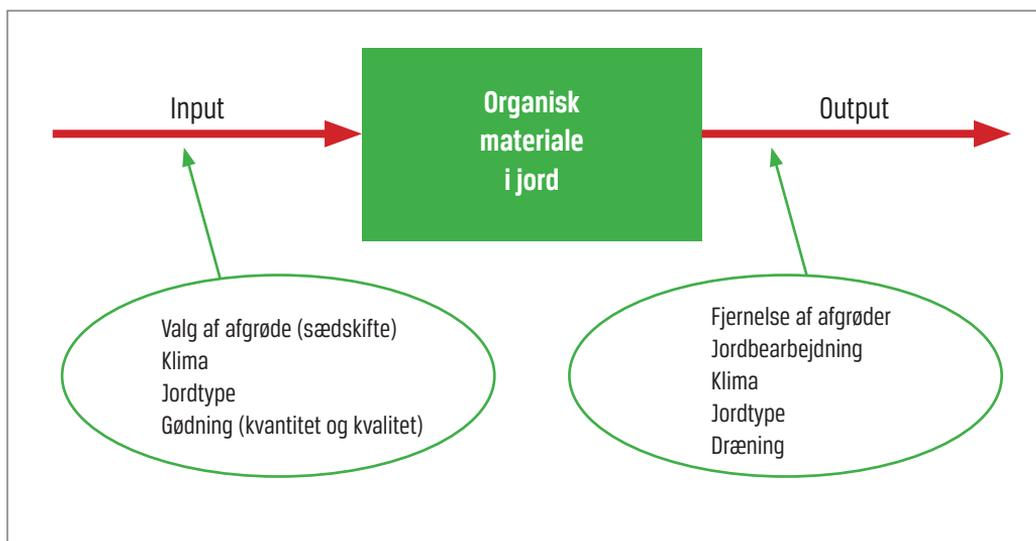 Input
Organisk
materiale
i jord
Output
Valg af afgrøde (sædskifte)
Klima
Jordtype
Gødning (kvantitet og kvalitet)
Fjernelse af afgrøder
Jordbearbejdning
Klima
Jordtype
Dræning